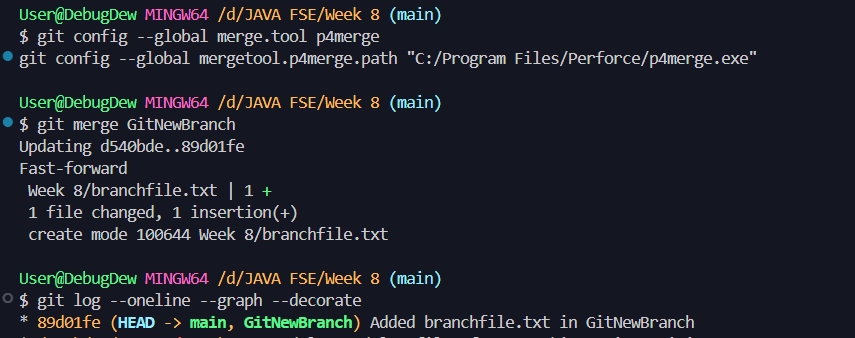 User@DebugDew MINGW64 /d/JAVA FSE/Week 8 (main)
$ git config --global merge.tool p4merge
git config --global mergetool.p4merge.path "C:/Program Files/Perforce/p4merge.exe"
User@DebugDew MINGW64 /d/JAVA FSE/Week 8 (main)
$ git merge GitNewBranch
Updating d540bde..89d01fe
Fast-forward
 Week 8/branchfile.txt | 1 +
 1 file changed, 1 insertion(+)
 create mode 100644 Week 8/branchfile.txt
User@DebugDew MINGW64 /d/JAVA FSE/Week 8 (main)
$ git log --oneline --graph --decorate
* 89d01fe (HEAD -> main, GitNewBranch) Added branchfile.txt in GitNewBranch